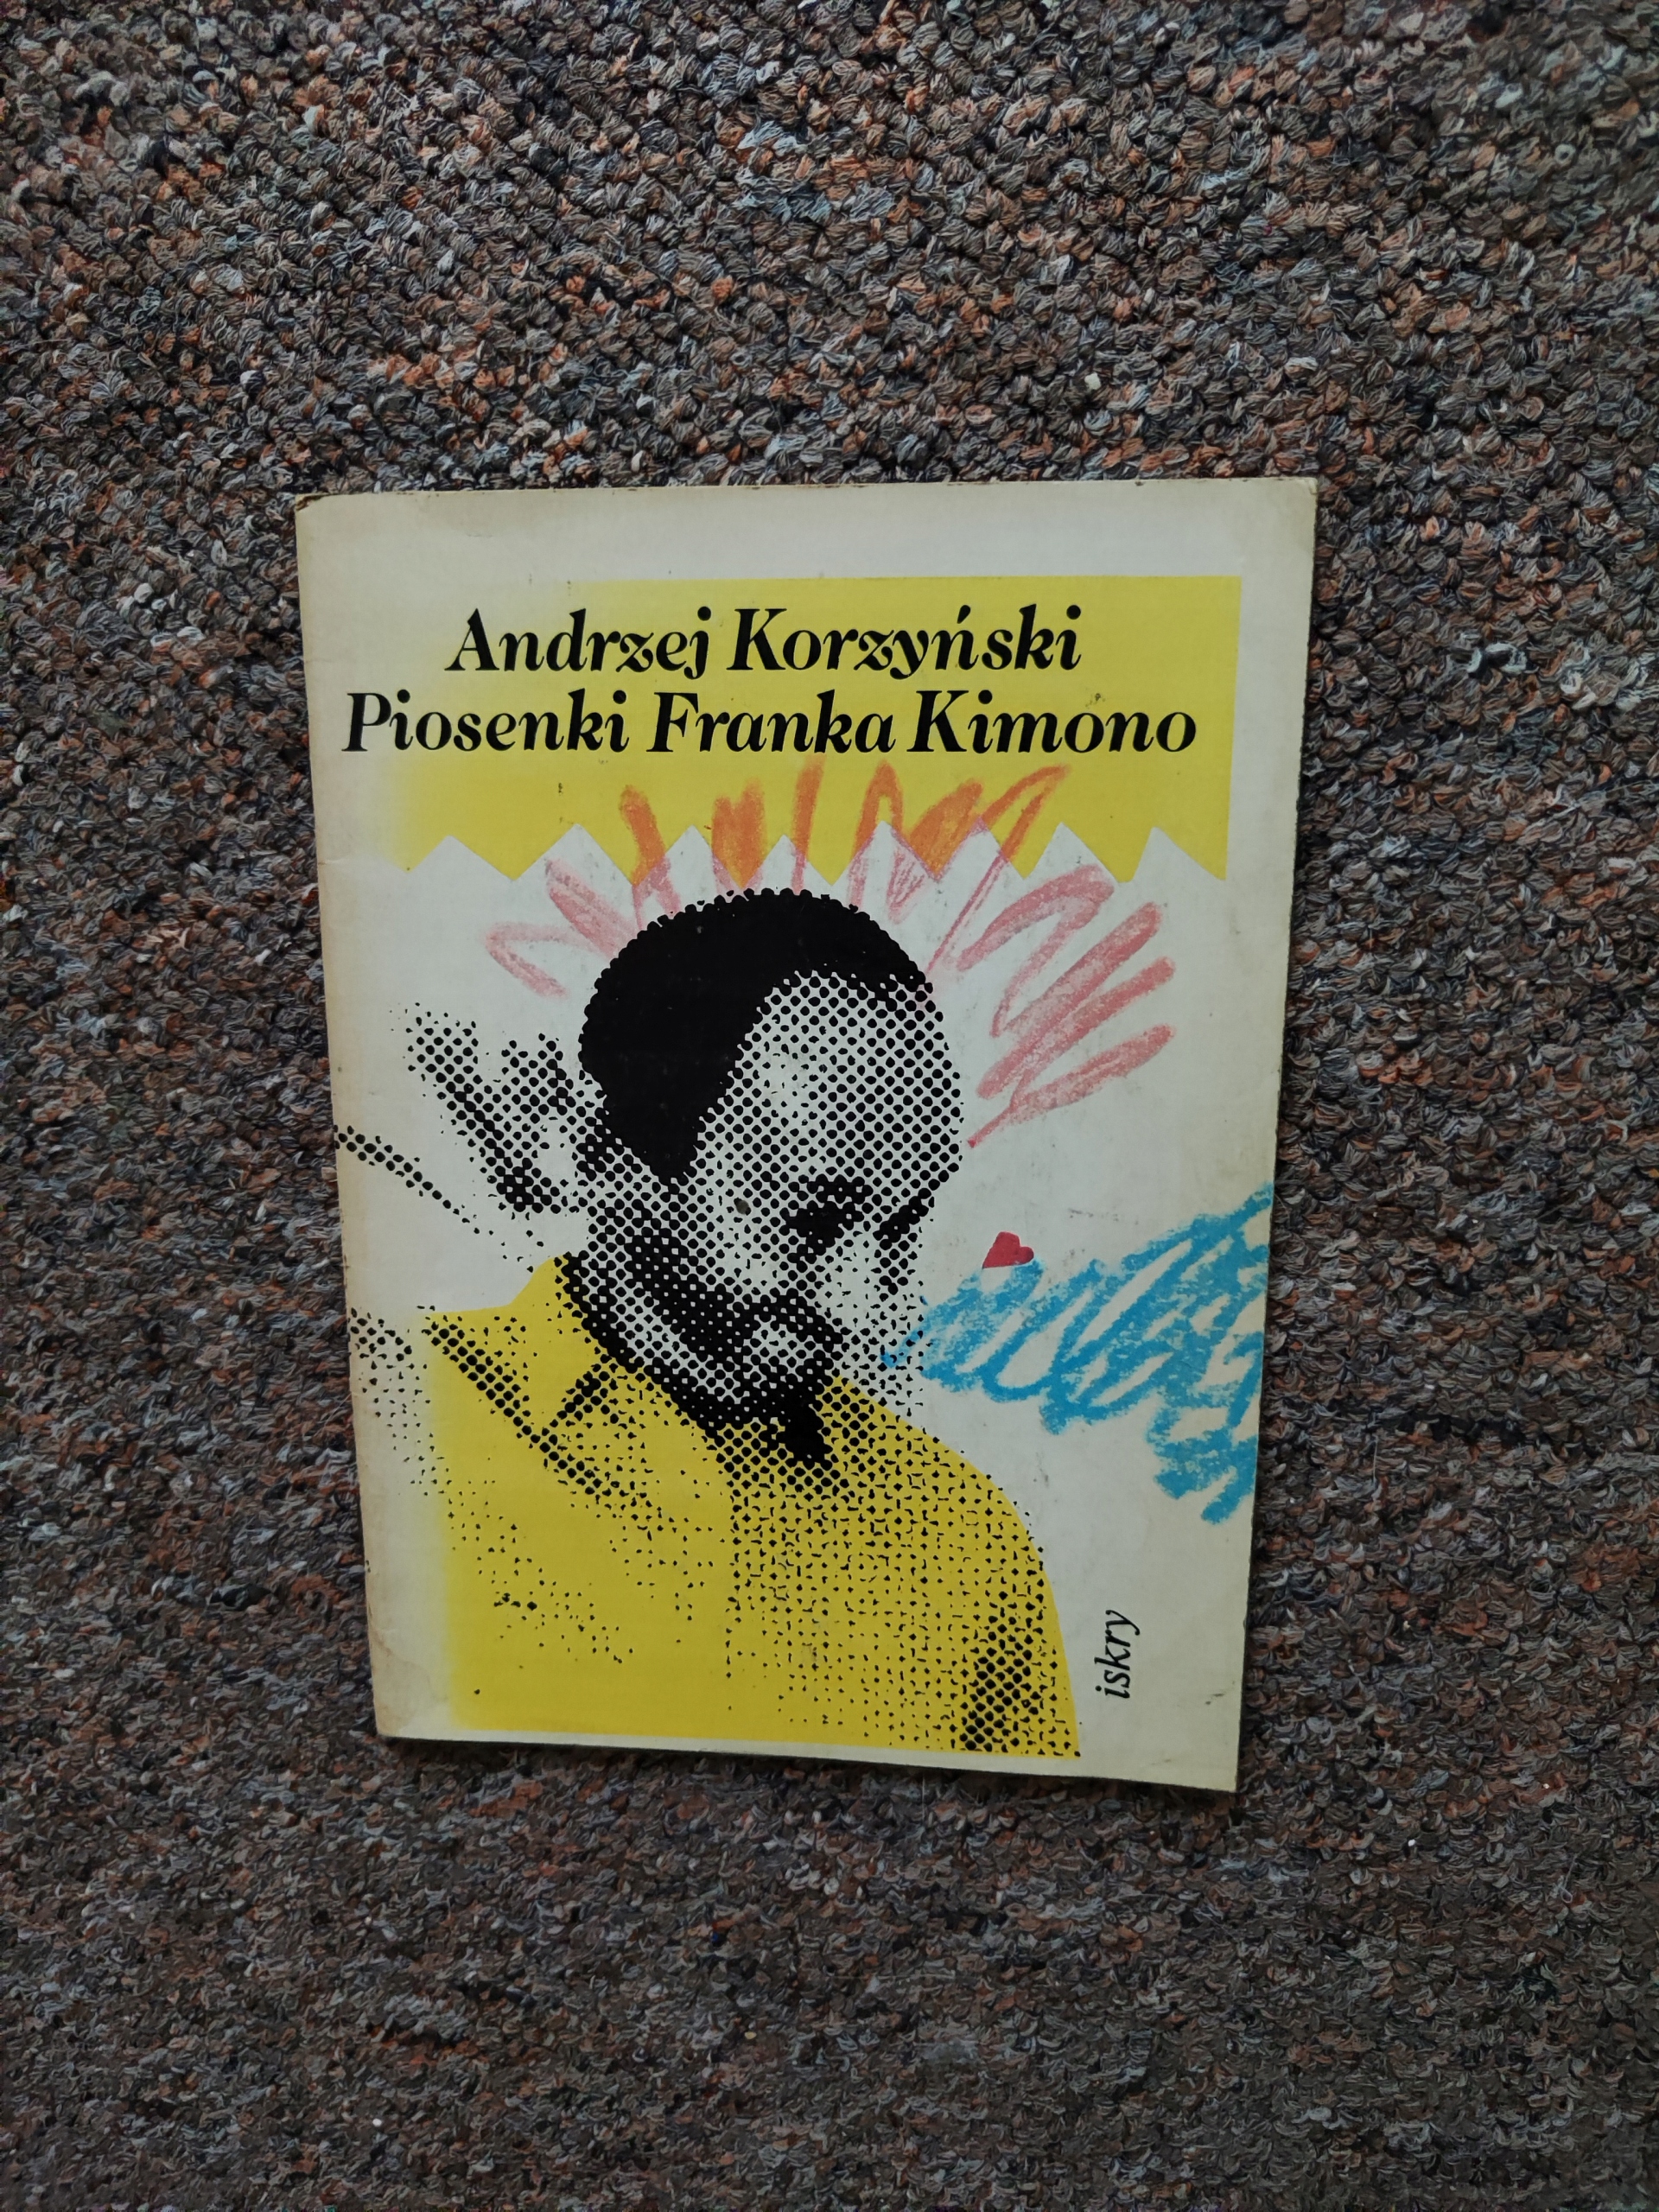 Andrzej Korzyński
Piosenki Franka Kimono
iskry